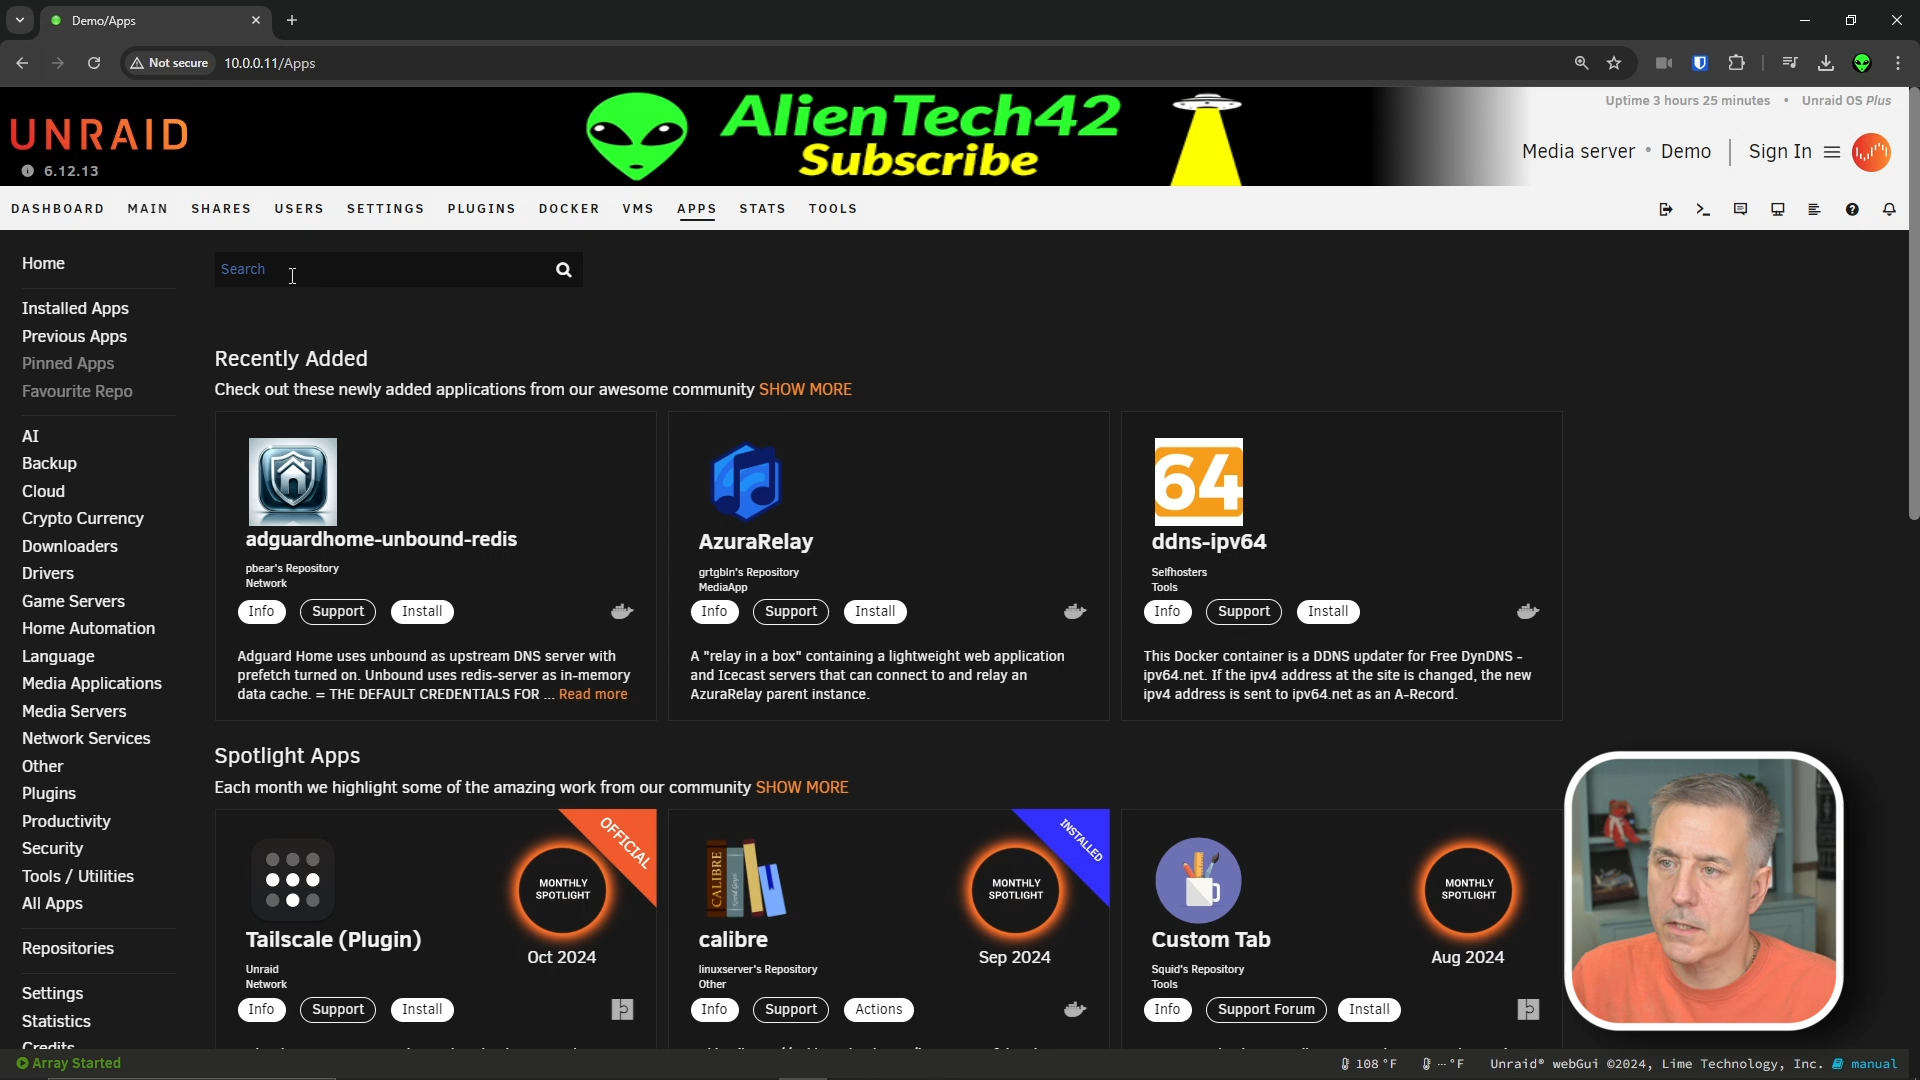 Demo/Apps
Not secure
10.0.0.11/Apps
UNRAID
6.12.13
AlienTech42
Subscribe
Uptime 3 hours 25 minutes • Unraid OS Plus
Media server • Demo
Sign In
DASHBOARD MAIN SHARES USERS SETTINGS PLUGINS DOCKER VMS APPS STATS TOOLS
Home
Installed Apps
Previous Apps
Pinned Apps
Favourite Repo
AI
Backup
Cloud
Crypto Currency
Downloaders
Drivers
Game Servers
Home Automation
Language
Media Applications
Media Servers
Network Services
Other
Plugins
Productivity
Security
Tools / Utilities
All Apps
Repositories
Settings
Statistics
Credits
Search
Recently Added
Check out these newly added applications from our awesome community SHOW MORE
adguardhome-unbound-redis
pbear's Repository
Network
Info Support Install
Adguard Home uses unbound as upstream DNS server with
prefetch turned on. Unbound uses redis-server as in-memory
data cache. = THE DEFAULT CREDENTIALS FOR ... Read more
AzuraRelay
grtgbln's Repository
MediaApp
Info Support Install
A "relay in a box" containing a lightweight web application
and Icecast servers that can connect to and relay an
AzuraRelay parent instance.
64
ddns-ipv64
Selfhosters
Tools
Info Support Install
This Docker container is a DDNS updater for Free DynDNS -
ipv64.net. If the ipv4 address at the site is changed, the new
ipv4 address is sent to ipv64.net as an A-Record.
Spotlight Apps
Each month we highlight some of the amazing work from our community SHOW MORE
OFFICIAL
MONTHLY
SPOTLIGHT
Oct 2024
Tailscale (Plugin)
Unraid
Network
Info Support Install
CALIBRE
INSTALLED
MONTHLY
SPOTLIGHT
Sep 2024
calibre
linuxserver's Repository
Other
Info Support Actions
MONTHLY
SPOTLIGHT
Aug 2024
Custom Tab
Squid's Repository
Tools
Info Support Forum Install
Array Started
108 °F
-- °F
Unraid® webGui ©2024, Lime Technology, Inc.
manual